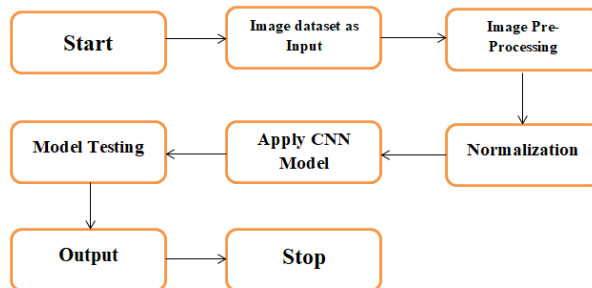 Start
Image dataset as
Input
Image Pre-
Processing
Normalization
Apply CNN
Model
Model Testing
Output
Stop